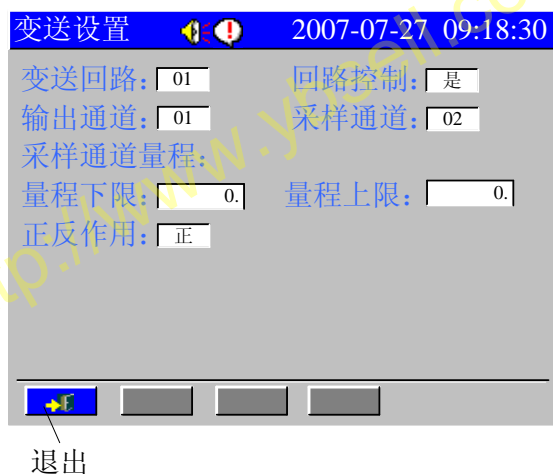 变送设置 2007-07-27 09:18:30
变送回路: 01 回路控制: 是
输出通道: 01 采样通道: 02
采样通道量程:
量程下限: 0. 量程上限: 0.
正反作用: 正
退出